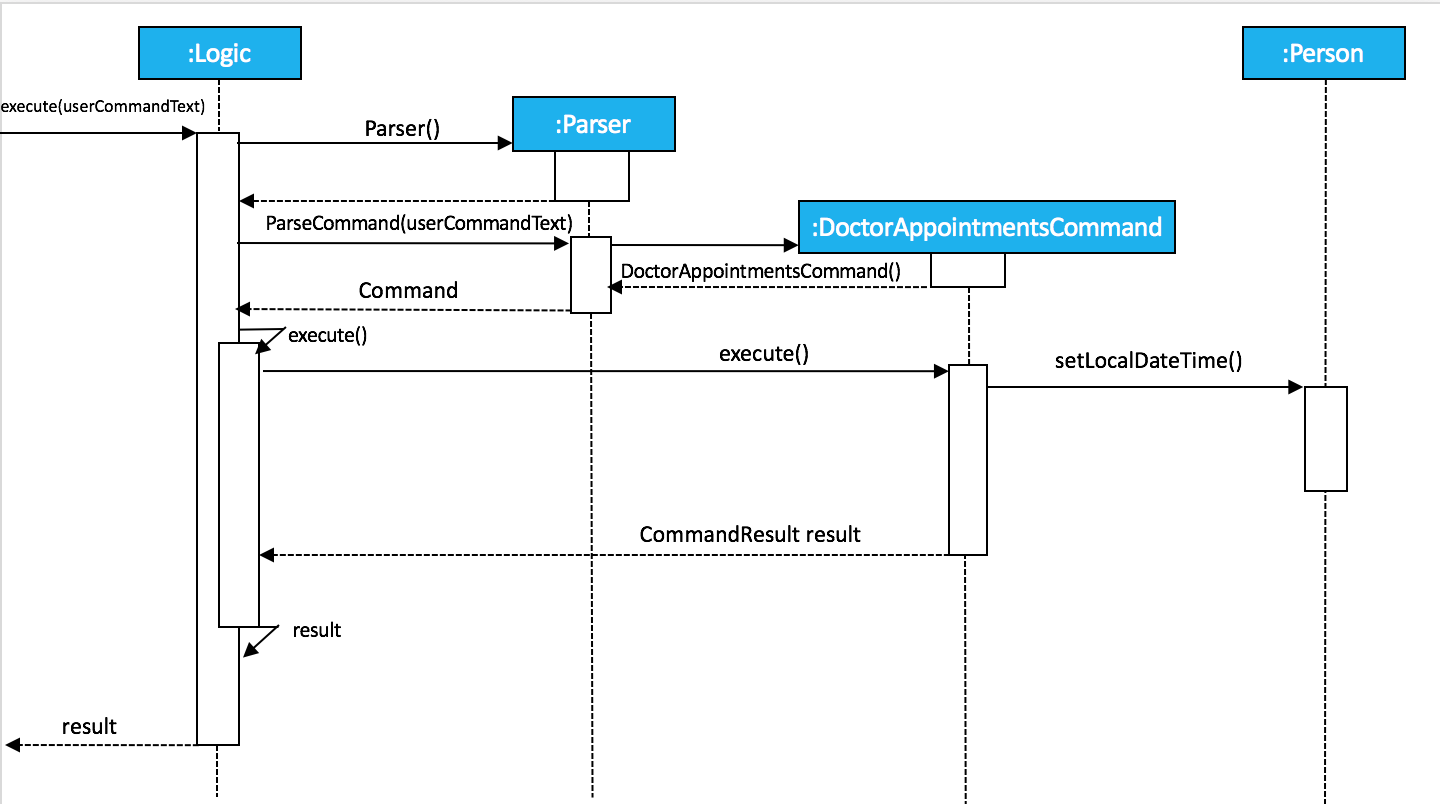 :Logic
:Person
execute(userCommandText)
Parser()
:Parser
ParseCommand(userCommandText)
:DoctorAppointmentsCommand
DoctorAppointmentsCommand()
Command
execute()
execute()
setLocalDateTime()
CommandResult result
result
result